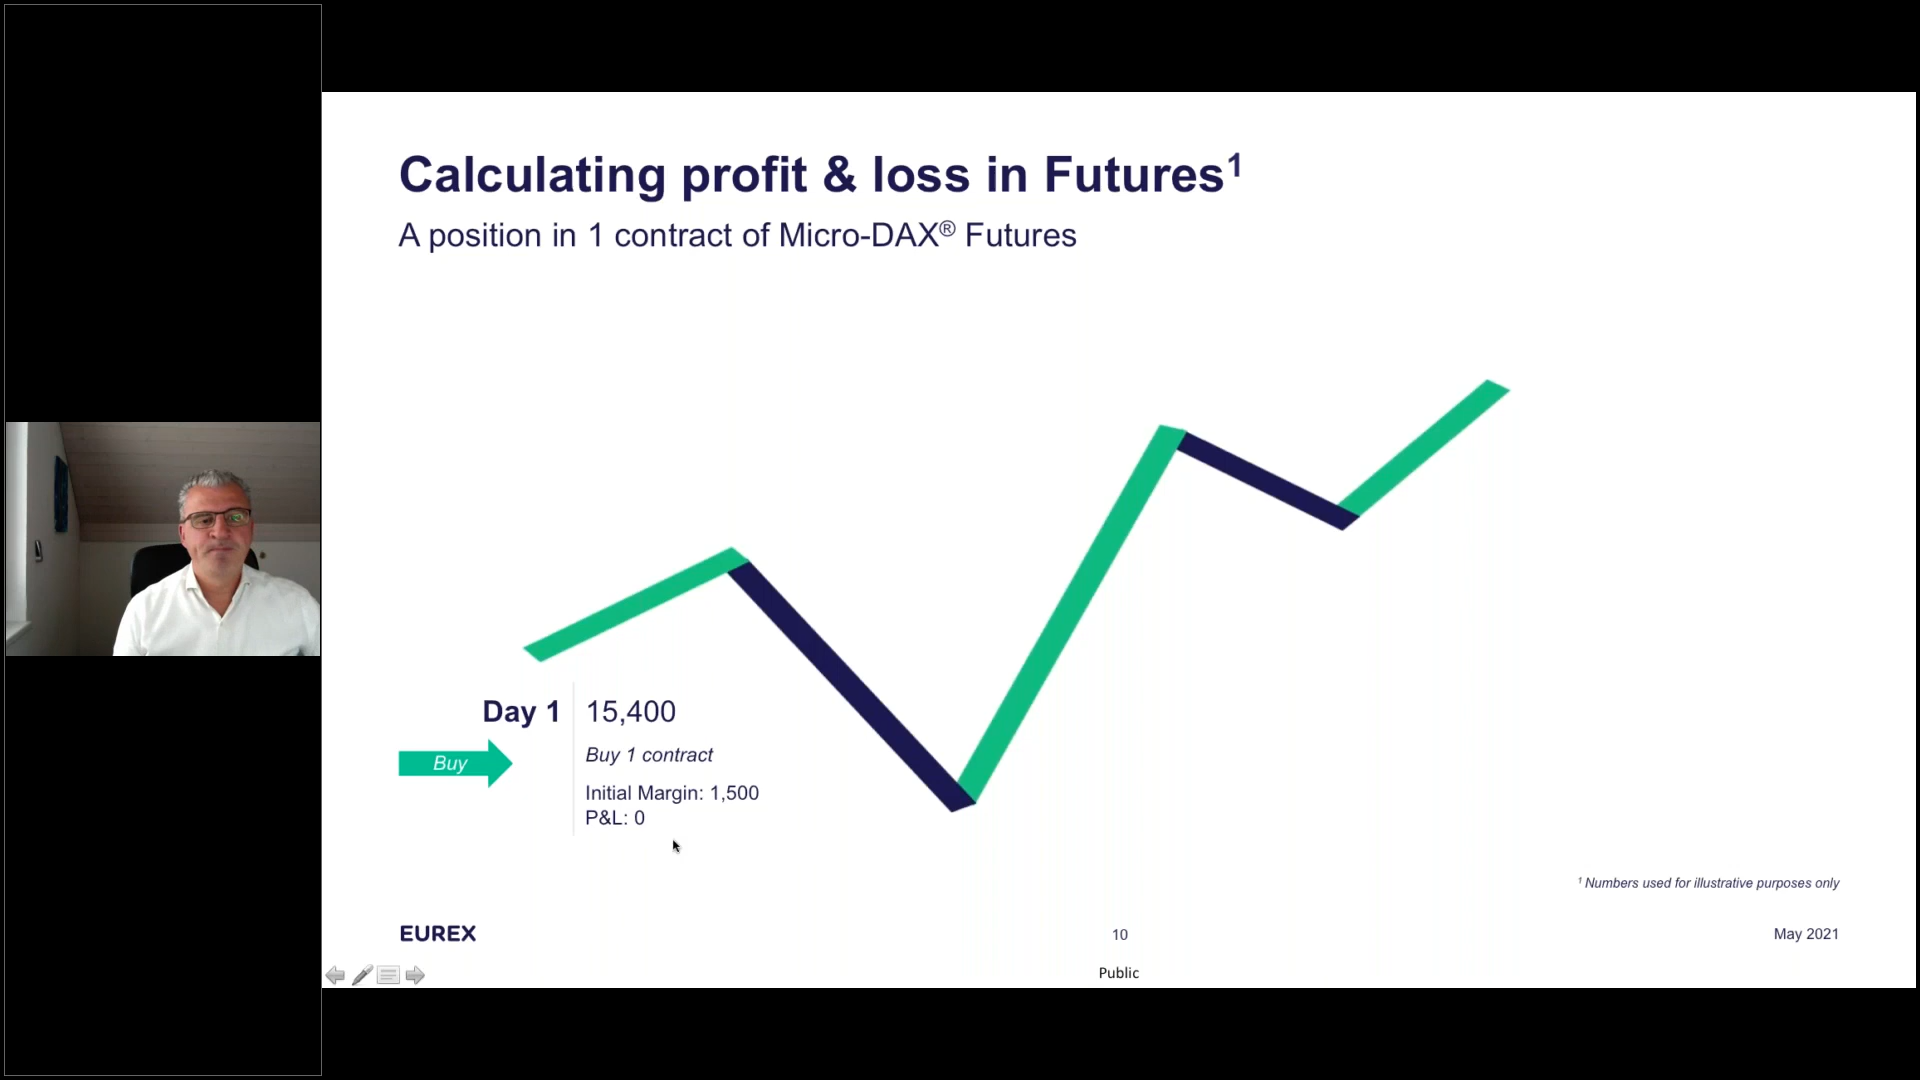 Calculating profit & loss in Futures¹
A position in 1 contract of Micro-DAX® Futures
Day 1
15,400
Buy
Buy 1 contract
Initial Margin: 1,500
P&L: 0
¹ Numbers used for illustrative purposes only
EUREX
10
May 2021
Public